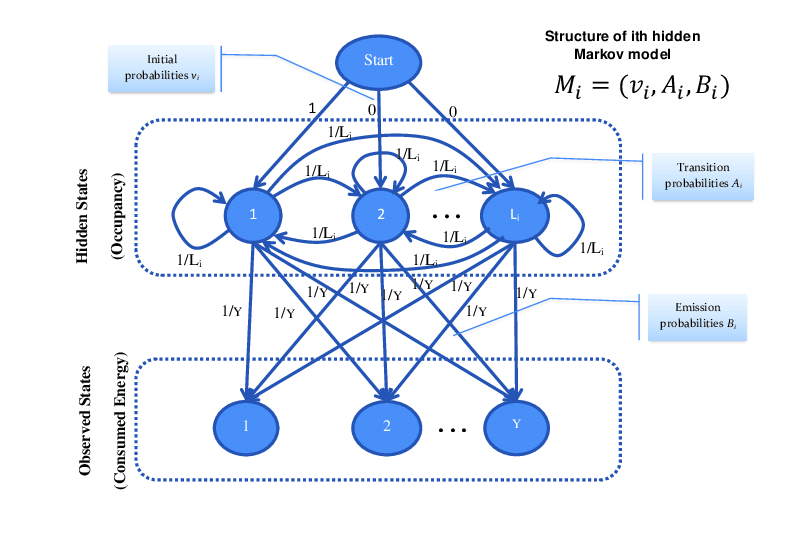 Structure of ith hidden
Markov model
M_i = (v_i, A_i, B_i)
Initial
probabilities v_i
Start
1
0
0
1/L_i
1/L_i
1/L_i
1/L_i
Transition
probabilities A_i
Hidden States
(Occupancy)
1
2
...
L_i
1/L_i
1/L_i
1/L_i
1/L_i
1/L_i
1/Y
1/Y
1/Y
1/Y
1/Y
1/Y
1/Y
1/Y
1/Y
Emission
probabilities B_i
Observed States
(Consumed Energy)
1
2
...
Y